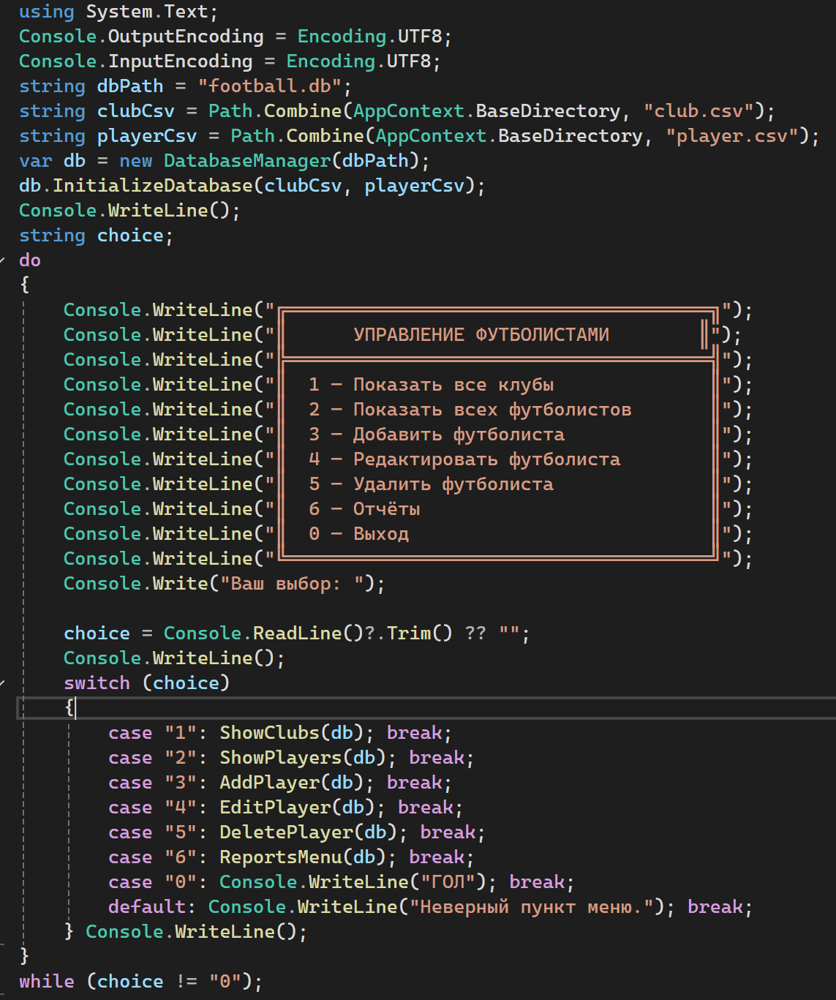 using System.Text;
Console.OutputEncoding = Encoding.UTF8;
Console.InputEncoding = Encoding.UTF8;
string dbPath = "football.db";
string clubCsv = Path.Combine(AppContext.BaseDirectory, "club.csv");
string playerCsv = Path.Combine(AppContext.BaseDirectory, "player.csv");
var db = new DatabaseManager(dbPath);
db.InitializeDatabase(clubCsv, playerCsv);
Console.WriteLine();
string choice;
do
{
    Console.WriteLine("╔══════════════════════════════════════╗");
    Console.WriteLine("║      УПРАВЛЕНИЕ ФУТБОЛИСТАМИ        ║");
    Console.WriteLine("╠══════════════════════════════════════╣");
    Console.WriteLine("║  1 — Показать все клубы              ║");
    Console.WriteLine("║  2 — Показать всех футболистов       ║");
    Console.WriteLine("║  3 — Добавить футболиста             ║");
    Console.WriteLine("║  4 — Редактировать футболиста        ║");
    Console.WriteLine("║  5 — Удалить футболиста              ║");
    Console.WriteLine("║  6 — Отчёты                          ║");
    Console.WriteLine("║  0 — Выход                           ║");
    Console.WriteLine("╚══════════════════════════════════════╝");
    Console.Write("Ваш выбор: ");

    choice = Console.ReadLine()?.Trim() ?? "";
    Console.WriteLine();
    switch (choice)
    {
        case "1": ShowClubs(db); break;
        case "2": ShowPlayers(db); break;
        case "3": AddPlayer(db); break;
        case "4": EditPlayer(db); break;
        case "5": DeletePlayer(db); break;
        case "6": ReportsMenu(db); break;
        case "0": Console.WriteLine("ГОЛ"); break;
        default: Console.WriteLine("Неверный пункт меню."); break;
    } Console.WriteLine();
}
while (choice != "0");